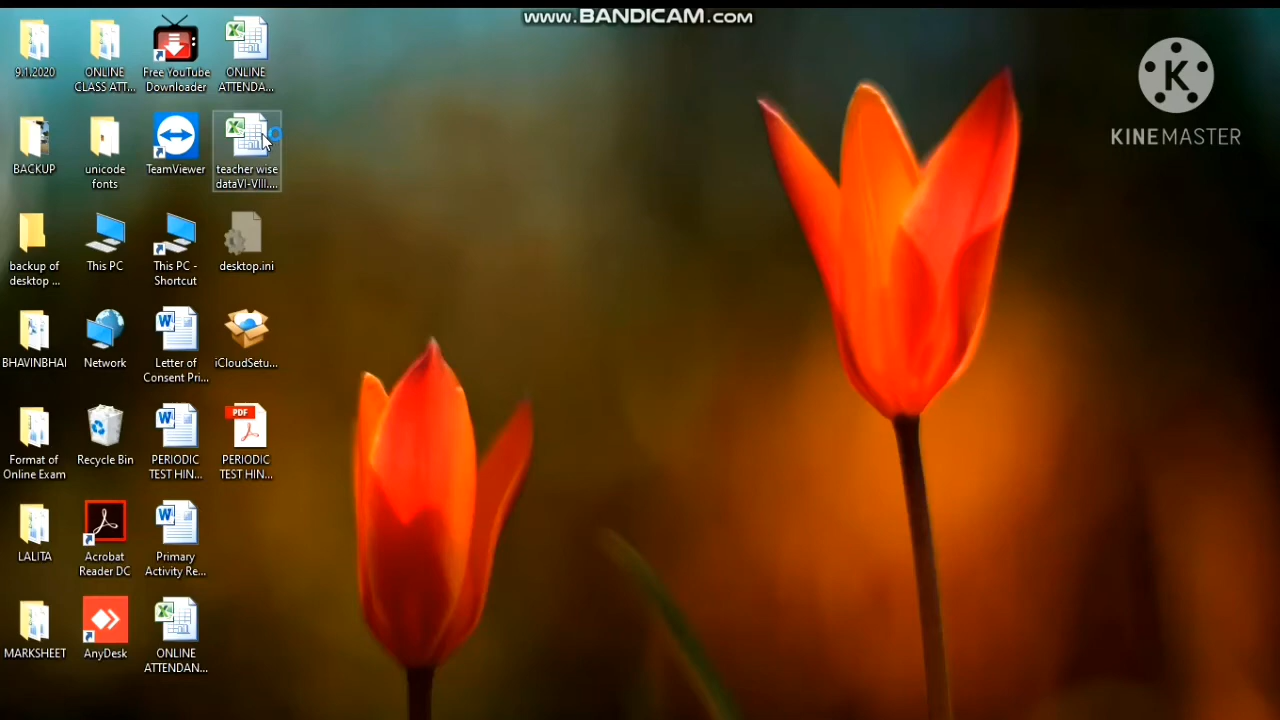 www.BANDICAM.com
K
KINEMASTER
9.1.2020
ONLINE
CLASS ATT...
Free YouTube
Downloader
ONLINE
ATTENDA...
BACKUP
unicode
fonts
TeamViewer
teacher wise
dataVI-VIII....
backup of
desktop ...
This PC
This PC -
Shortcut
desktop.ini
BHAVINBHAI
Network
Letter of
Consent Pri...
iCloudSetu...
Format of
Online Exam
Recycle Bin
PERIODIC
TEST HIN...
PDF
PERIODIC
TEST HIN...
LALITA
Acrobat
Reader DC
Primary
Activity Re...
MARKSHEET
AnyDesk
ONLINE
ATTENDAN...